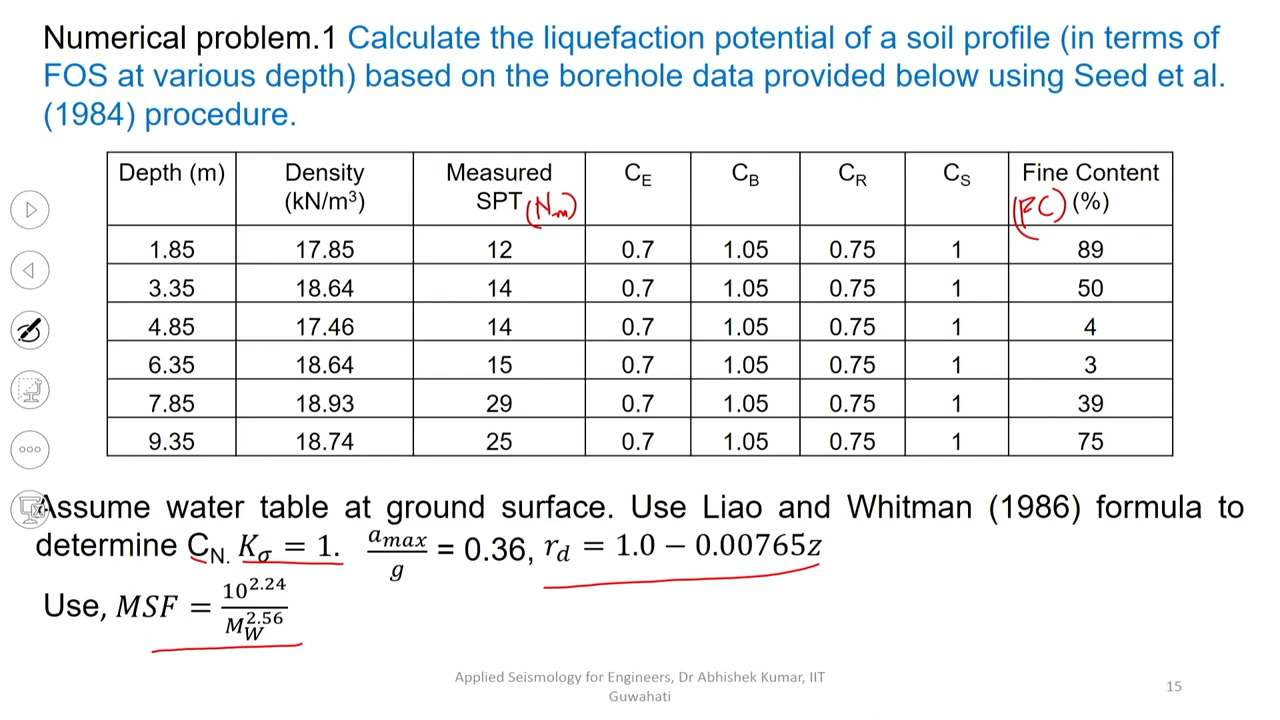 Numerical problem.1 Calculate the liquefaction potential of a soil profile (in terms of
FOS at various depth) based on the borehole data provided below using Seed et al.
(1984) procedure.
Depth (m) Density (kN/m³) Measured SPT (Nm) CE CB CR CS Fine Content (FC) (%)
1.85 17.85 12 0.7 1.05 0.75 1 89
3.35 18.64 14 0.7 1.05 0.75 1 50
4.85 17.46 14 0.7 1.05 0.75 1 4
6.35 18.64 15 0.7 1.05 0.75 1 3
7.85 18.93 29 0.7 1.05 0.75 1 39
9.35 18.74 25 0.7 1.05 0.75 1 75
Assume water table at ground surface. Use Liao and Whitman (1986) formula to
determine CN. Kσ = 1. amax/g = 0.36, rd = 1.0 − 0.00765z
Use, MSF = 10^2.24/MW^2.56
Applied Seismology for Engineers, Dr Abhishek Kumar, IIT
Guwahati
15